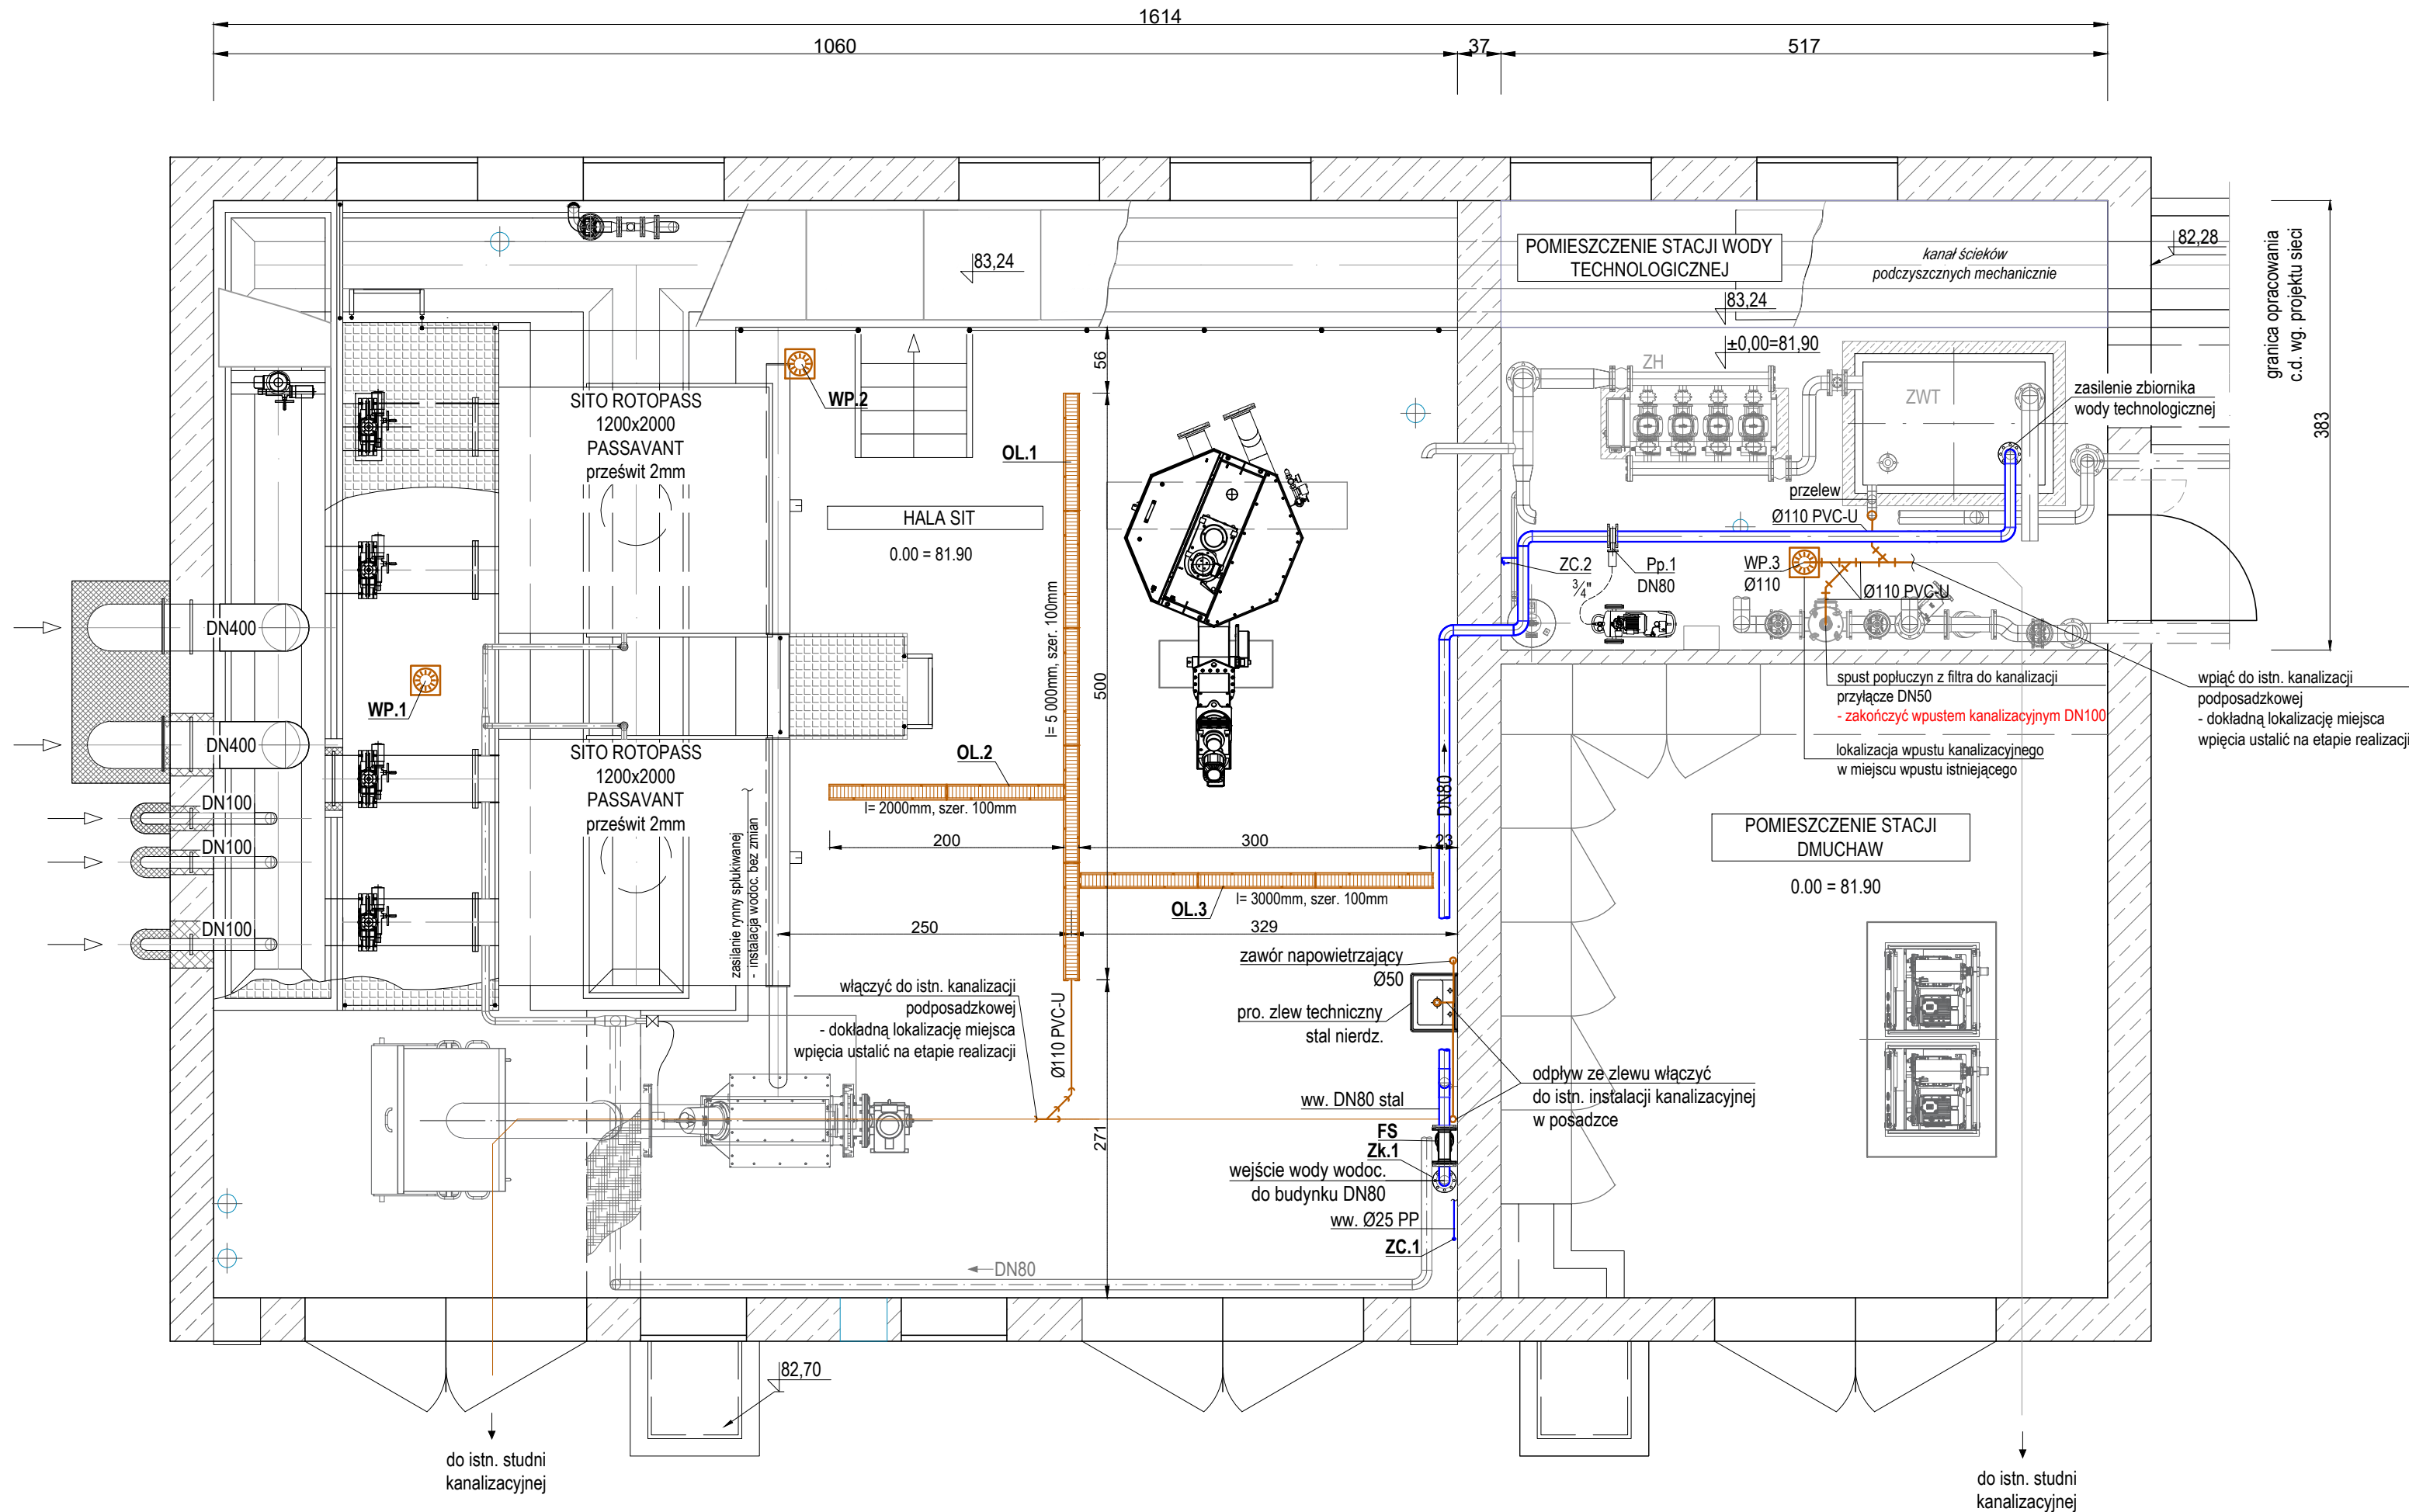 1614
1060
37
517
83,24
POMIESZCZENIE STACJI WODY
TECHNOLOGICZNEJ
kanał ścieków
podczyszcznych mechanicznie
83,24
±0,00=81,90
82,28
granica opracowania
c.d. wg. projektu sieci
383
56
ZH
ZWT
zasilenie zbiornika
wody technologicznej
przelew
Ø110 PVC-U
SITO ROTOPASS
1200x2000
PASSAVANT
prześwit 2mm
WP.2
OL.1
HALA SIT
0.00 = 81.90
l= 5 000mm, szer. 100mm
500
ZC.2
3/4"
Pp.1
DN80
WP.3
Ø110
Ø110 PVC-U
DN400
WP.1
DN400
DN100
DN100
DN100
SITO ROTOPASS
1200x2000
PASSAVANT
prześwit 2mm
OL.2
l= 2000mm, szer. 100mm
200
300
23
DN80
OL.3
l= 3000mm, szer. 100mm
250
329
zasilanie rynny spłukiwanej
- instalacja wodoc. bez zmian
spust popłuczyn z filtra do kanalizacji
przyłącze DN50
- zakończyć wpustem kanalizacyjnym DN100
lokalizacja wpustu kanalizacyjnego
w miejscu wpustu istniejącego
wpiąć do istn. kanalizacji
podposadzkowej
- dokładną lokalizację miejsca
wpięcia ustalić na etapie realizacji
POMIESZCZENIE STACJI
DMUCHAW
0.00 = 81.90
włączyć do istn. kanalizacji
podposadzkowej
- dokładną lokalizację miejsca
wpięcia ustalić na etapie realizacji
Ø110 PVC-U
zawór napowietrzający
Ø50
pro. zlew techniczny
stal nierdz.
odpływ ze zlewu włączyć
do istn. instalacji kanalizacyjnej
w posadzce
ww. DN80 stal
FS
Zk.1
wejście wody wodoc.
do budynku DN80
ww. Ø25 PP
ZC.1
271
DN80
82,70
do istn. studni
kanalizacyjnej
do istn. studni
kanalizacyjnej